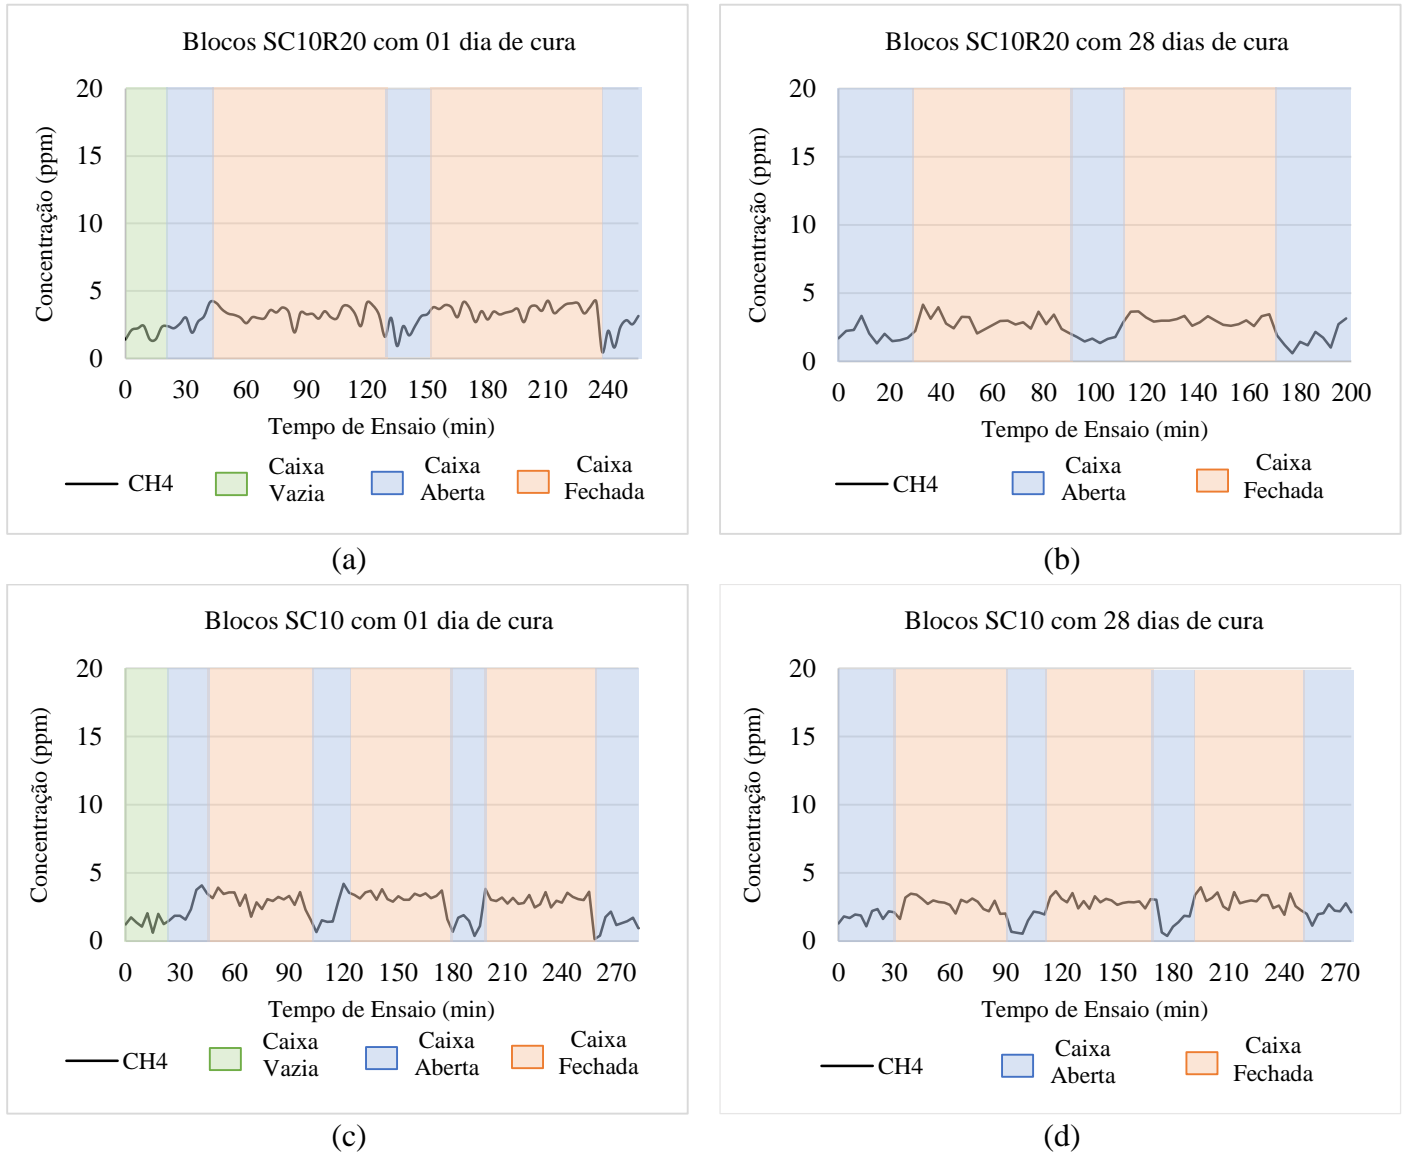 Blocos SC10R20 com 01 dia de cura
Concentração (ppm)
20
15
10
5
0
0 30 60 90 120 150 180 210 240
Tempo de Ensaio (min)
CH4
Caixa
Vazia
Caixa
Aberta
Caixa
Fechada
(a)
Blocos SC10R20 com 28 dias de cura
Concentração (ppm)
20
15
10
5
0
0 20 40 60 80 100 120 140 160 180 200
Tempo de Ensaio (min)
CH4
Caixa
Aberta
Caixa
Fechada
(b)
Blocos SC10 com 01 dia de cura
Concentração (ppm)
20
15
10
5
0
0 30 60 90 120 150 180 210 240 270
Tempo de Ensaio (min)
CH4
Caixa
Vazia
Caixa
Aberta
Caixa
Fechada
(c)
Blocos SC10 com 28 dias de cura
Concentração (ppm)
20
15
10
5
0
0 30 60 90 120 150 180 210 240 270
Tempo de Ensaio (min)
CH4
Caixa
Aberta
Caixa
Fechada
(d)